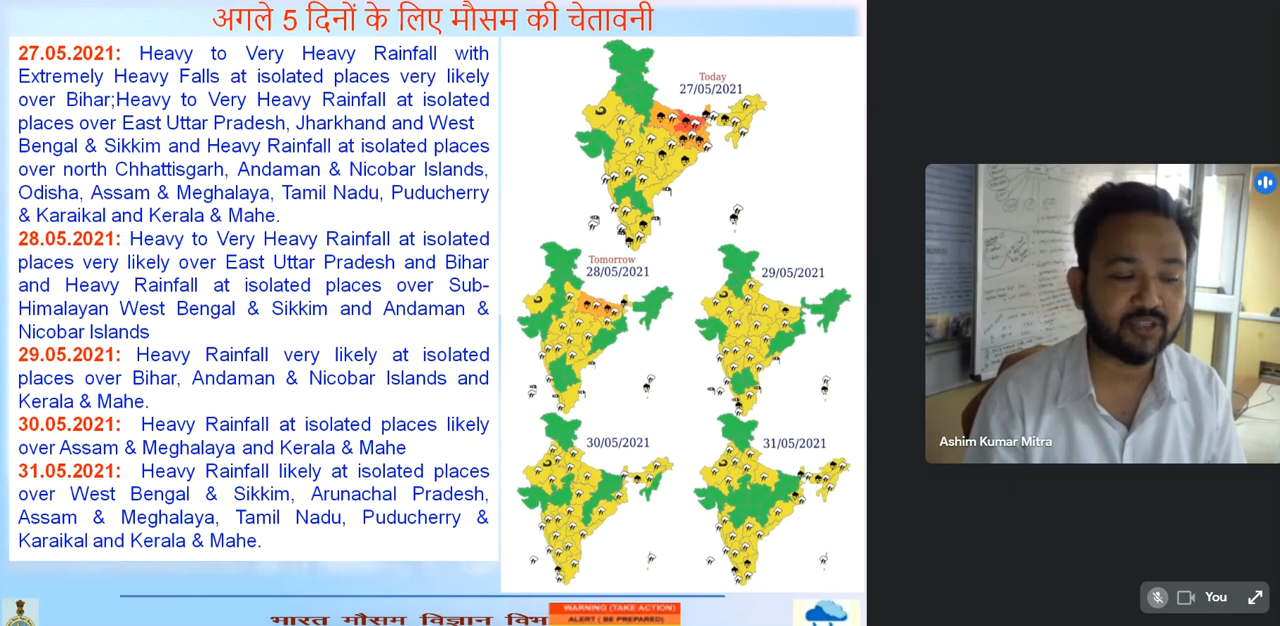 अगले 5 दिनों के लिए मौसम की चेतावनी
27.05.2021: Heavy to Very Heavy Rainfall with
Extremely Heavy Falls at isolated places very likely
over Bihar;Heavy to Very Heavy Rainfall at isolated
places over East Uttar Pradesh, Jharkhand and West
Bengal & Sikkim and Heavy Rainfall at isolated places
over north Chhattisgarh, Andaman & Nicobar Islands,
Odisha, Assam & Meghalaya, Tamil Nadu, Puducherry
& Karaikal and Kerala & Mahe.
28.05.2021: Heavy to Very Heavy Rainfall at isolated
places very likely over East Uttar Pradesh and Bihar
and Heavy Rainfall at isolated places over Sub-
Himalayan West Bengal & Sikkim and Andaman &
Nicobar Islands
29.05.2021: Heavy Rainfall very likely at isolated
places over Bihar, Andaman & Nicobar Islands and
Kerala & Mahe.
30.05.2021: Heavy Rainfall at isolated places likely
over Assam & Meghalaya and Kerala & Mahe
31.05.2021: Heavy Rainfall likely at isolated places
over West Bengal & Sikkim, Arunachal Pradesh,
Assam & Meghalaya, Tamil Nadu, Puducherry &
Karaikal and Kerala & Mahe.
Today
27/05/2021
Tomorrow
28/05/2021
29/05/2021
30/05/2021
31/05/2021
भारत मौसम विज्ञान विभ
WARNING (TAKE ACTION)
ALERT ( BE PREPARED)
Ashim Kumar Mitra
You